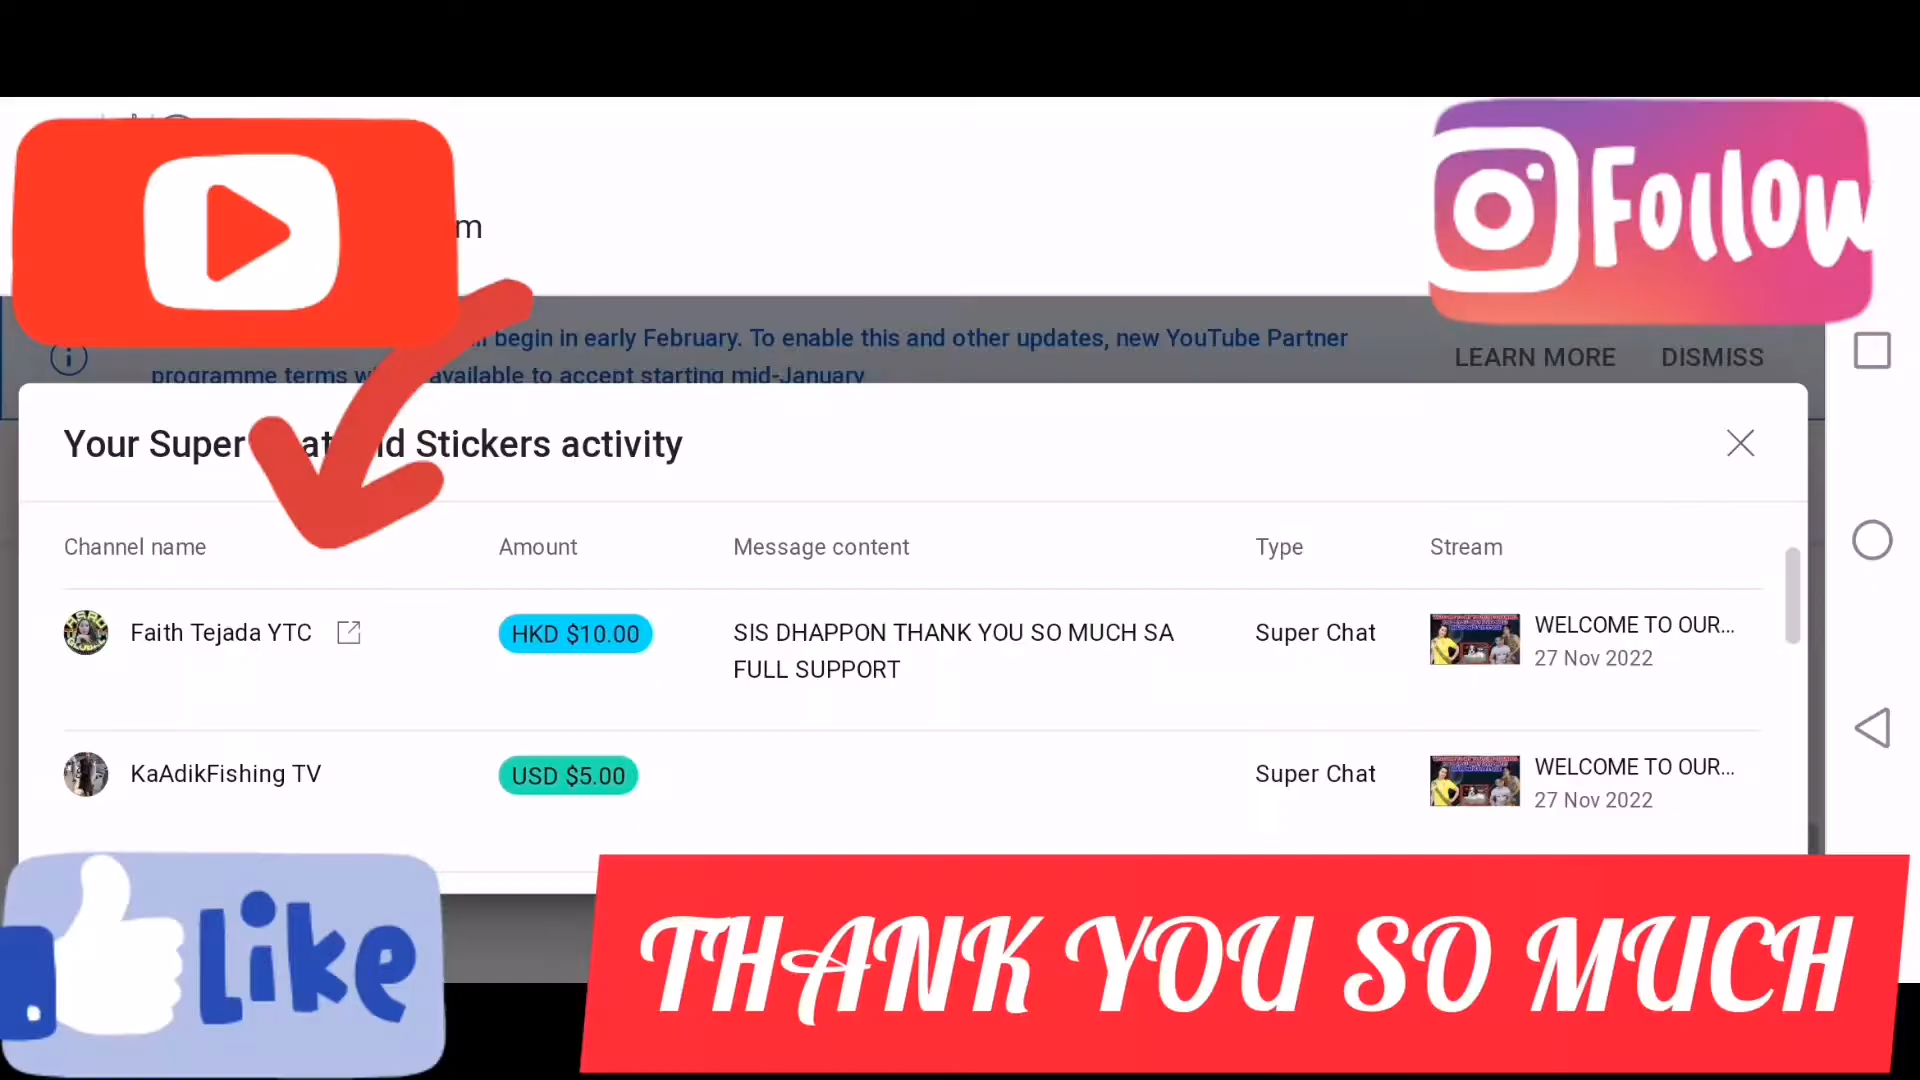 Follow
m
begin in early February. To enable this and other updates, new YouTube Partner
programme terms available to accept starting mid-January
LEARN MORE DISMISS
Your Super Stickers activity
Channel name Amount Message content Type Stream
Faith Tejada YTC HKD $10.00 SIS DHAPPON THANK YOU SO MUCH SA Super Chat WELCOME TO OUR...
FULL SUPPORT 27 Nov 2022
KaAdikFishing TV USD $5.00 Super Chat WELCOME TO OUR...
27 Nov 2022
Like
THANK YOU SO MUCH